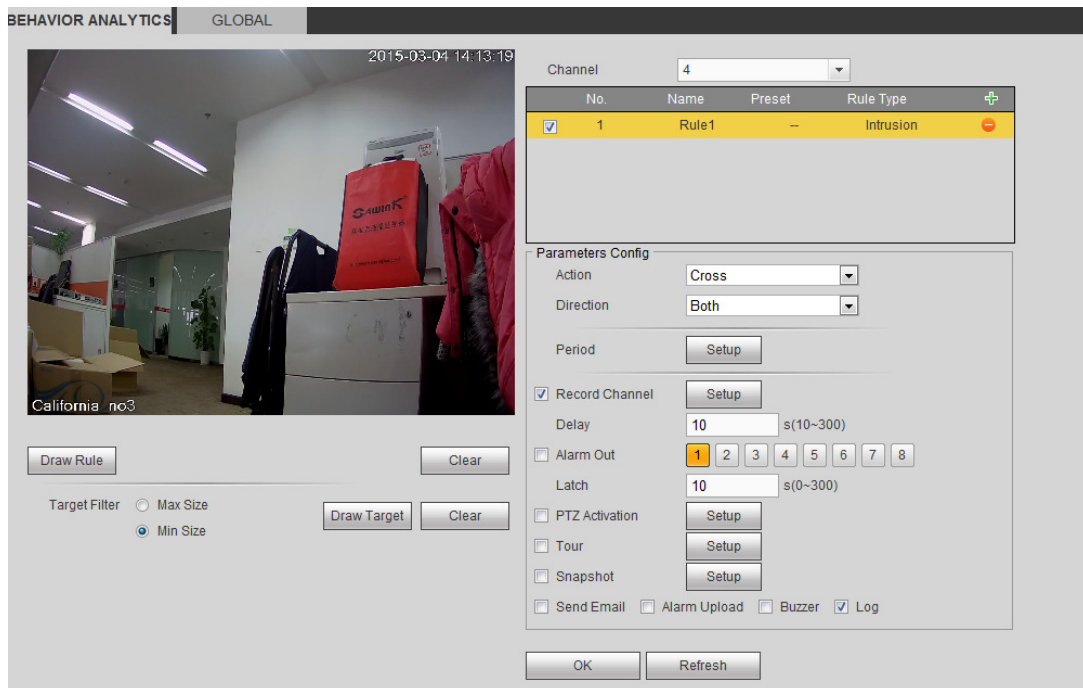 BEHAVIOR ANALYTICS
GLOBAL
2015-03-04 14:13:19
SAWINK
California no3
Draw Rule
Clear
Target Filter
Max Size
Min Size
Draw Target
Clear
Channel 4
No. Name Preset Rule Type
1 Rule1 -- Intrusion
Parameters Config
Action Cross
Direction Both
Period Setup
Record Channel Setup
Delay 10 s(10~300)
Alarm Out 1 2 3 4 5 6 7 8
Latch 10 s(0~300)
PTZ Activation Setup
Tour Setup
Snapshot Setup
Send Email Alarm Upload Buzzer Log
OK Refresh